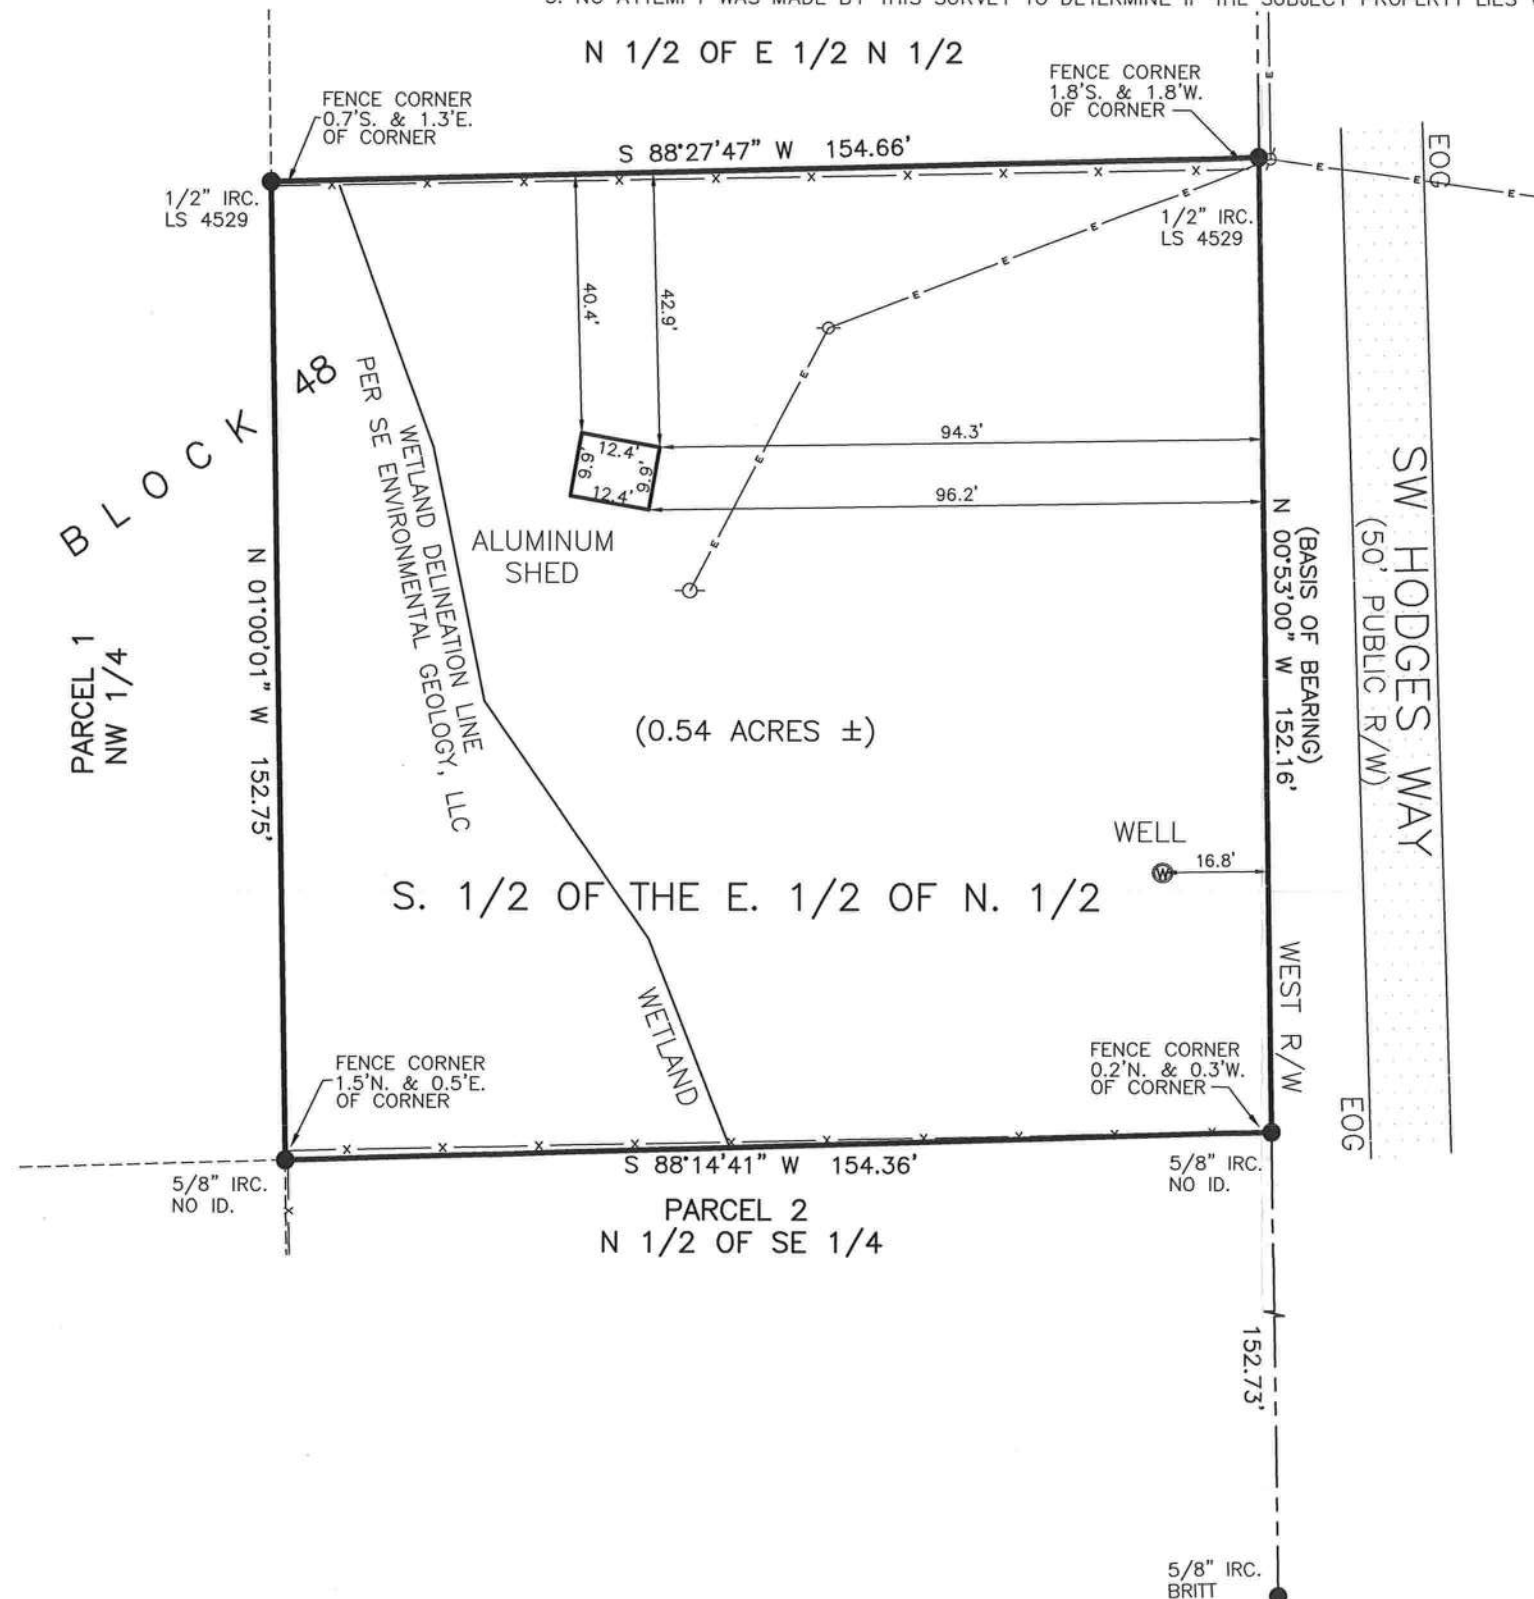 N 1/2 OF E 1/2 N 1/2
FENCE CORNER
0.7'S. & 1.3'E.
OF CORNER
FENCE CORNER
1.8'S. & 1.8'W.
OF CORNER
E
S 88°27'47" W 154.66'
EOG
1/2" IRC.
LS 4529
1/2" IRC.
LS 4529
40.4'
42.9'
BLOCK 48
WETLAND DELINEATION LINE
PER SE ENVIRONMENTAL GEOLOGY, LLC
12.4'
9.9'
9.9'
12.4'
94.3'
96.2'
ALUMINUM
SHED
SW HODGES WAY
(50' PUBLIC R/W)
(BASIS OF BEARING)
N 00°53'00" W 152.16'
N 01°00'01" W 152.75'
PARCEL 1
NW 1/4
(0.54 ACRES ±)
WELL
W
16.8'
S. 1/2 OF THE E. 1/2 OF N. 1/2
WEST R/W
WETLAND
FENCE CORNER
1.5'N. & 0.5'E.
OF CORNER
FENCE CORNER
0.2'N. & 0.3'W.
OF CORNER
EOG
S 88°14'41" W 154.36'
5/8" IRC.
NO ID.
5/8" IRC.
NO ID.
PARCEL 2
N 1/2 OF SE 1/4
152.73'
5/8" IRC.
BRITT